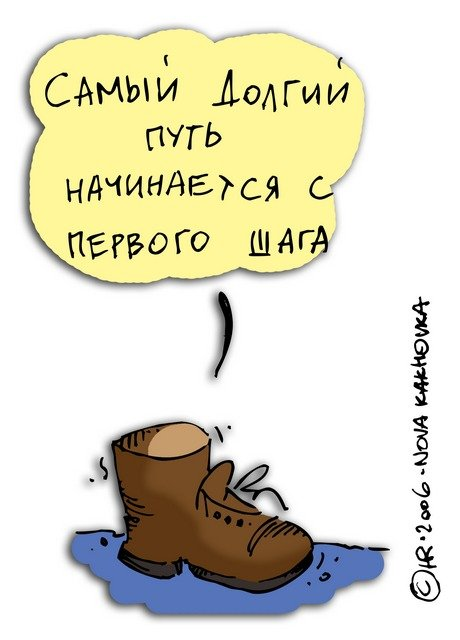 Самый Долгий
путь
начинается с
первого шага
© HR · 2006 · NOVA KAKHOVKA